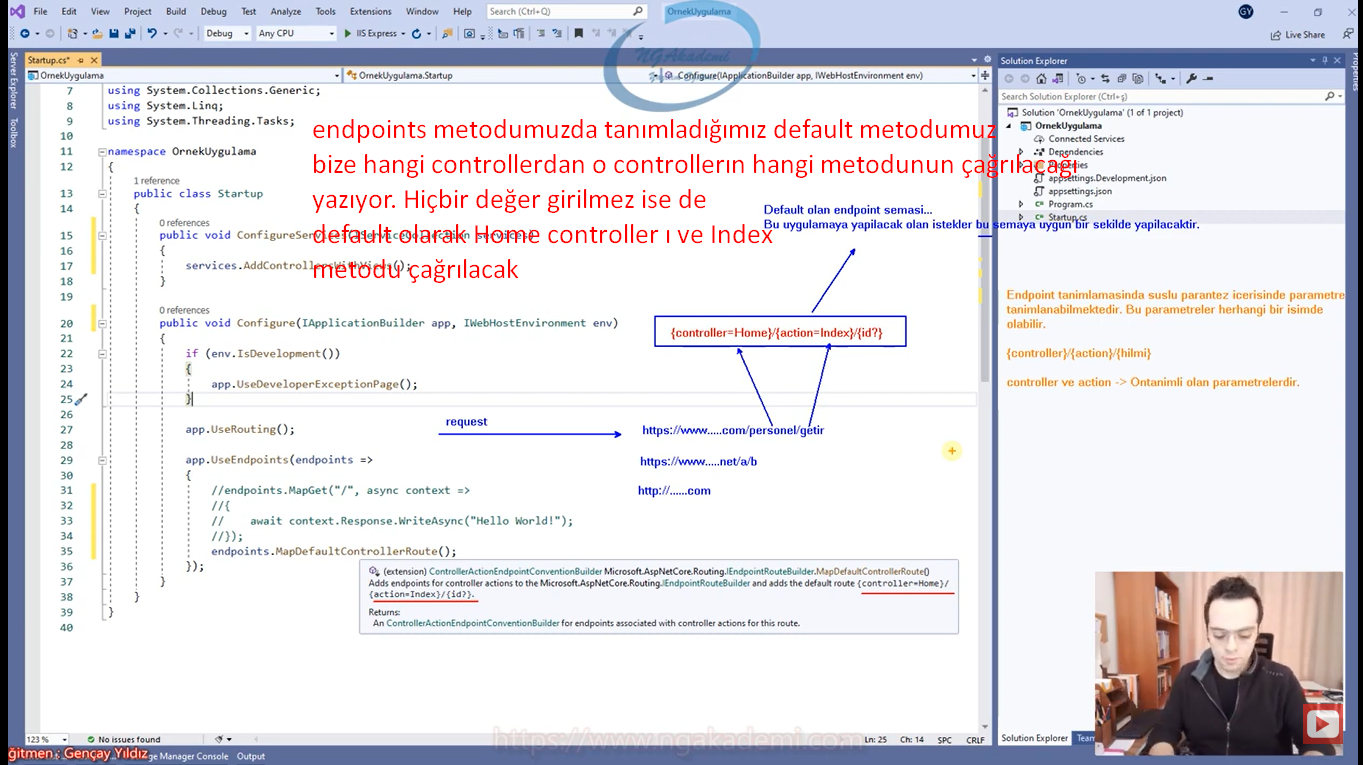 File Edit View Project Build Debug Test Analyze Tools Extensions Window Help Search (Ctrl+Q) OrnekUygulama GY
Debug Any CPU IIS Express Live Share
Server Explorer
Toolbox
Startup.cs*
OrnekUygulama OrnekUygulama.Startup Configure(IApplicationBuilder app, IWebHostEnvironment env)
NGAkademi
7 using System.Collections.Generic;
8 using System.Linq;
9 using System.Threading.Tasks;
10
11 namespace OrnekUygulama
12 {
1 reference
13 public class Startup
14 {
0 references
15 public void ConfigureServices(IServiceCollection services)
16 {
17 services.AddControllersWithViews();
18 }
19
0 references
20 public void Configure(IApplicationBuilder app, IWebHostEnvironment env)
21 {
22 if (env.IsDevelopment())
23 {
24 app.UseDeveloperExceptionPage();
25 }
26
27 app.UseRouting();
28
29 app.UseEndpoints(endpoints =>
30 {
31 //endpoints.MapGet("/", async context =>
32 //{
33 // await context.Response.WriteAsync("Hello World!");
34 //});
35 endpoints.MapDefaultControllerRoute();
36 });
37 }
38 }
39 }
40
endpoints metodumuzda tanımladığımız default metodumuz
bize hangi controllerdan o controllerın hangi metodunun çağrılacağı
yazıyor. Hiçbir değer girilmez ise de
default olarak Home controller ı ve Index
metodu çağrılacak
Default olan endpoint semasi...
Bu uygulamaya yapilacak olan istekler bu semaya uygun bir sekilde yapilacaktir.
{controller=Home}/{action=Index}/{id?}
request
https://www.....com/personel/getir
https://www.....net/a/b
http://......com
(extension) ControllerActionEndpointConventionBuilder Microsoft.AspNetCore.Routing.IEndpointRouteBuilder.MapDefaultControllerRoute()
Adds endpoints for controller actions to the Microsoft.AspNetCore.Routing.IEndpointRouteBuilder and adds the default route {controller=Home}/
{action=Index}/{id?}.
Returns:
An ControllerActionEndpointConventionBuilder for endpoints associated with controller actions for this route.
Solution Explorer
Search Solution Explorer (Ctrl+ş)
Solution 'OrnekUygulama' (1 of 1 project)
OrnekUygulama
Connected Services
Dependencies
Properties
appsettings.Development.json
appsettings.json
Program.cs
Startup.cs
Properties
Endpoint tanimlamasinda suslu parantez icerisinde parametre
tanimlanabilmektedir. Bu parametreler herhangi bir isimde
olabilir.
{controller}/{action}/{hilmi}
controller ve action -> Ontanimli olan parametrelerdir.
123 % No issues found Ln: 25 Ch: 14 SPC CRLF
Solution Explorer
https://www.ngakademi.com
ğitmen : Gençay Yıldız
ge Manager Console Output